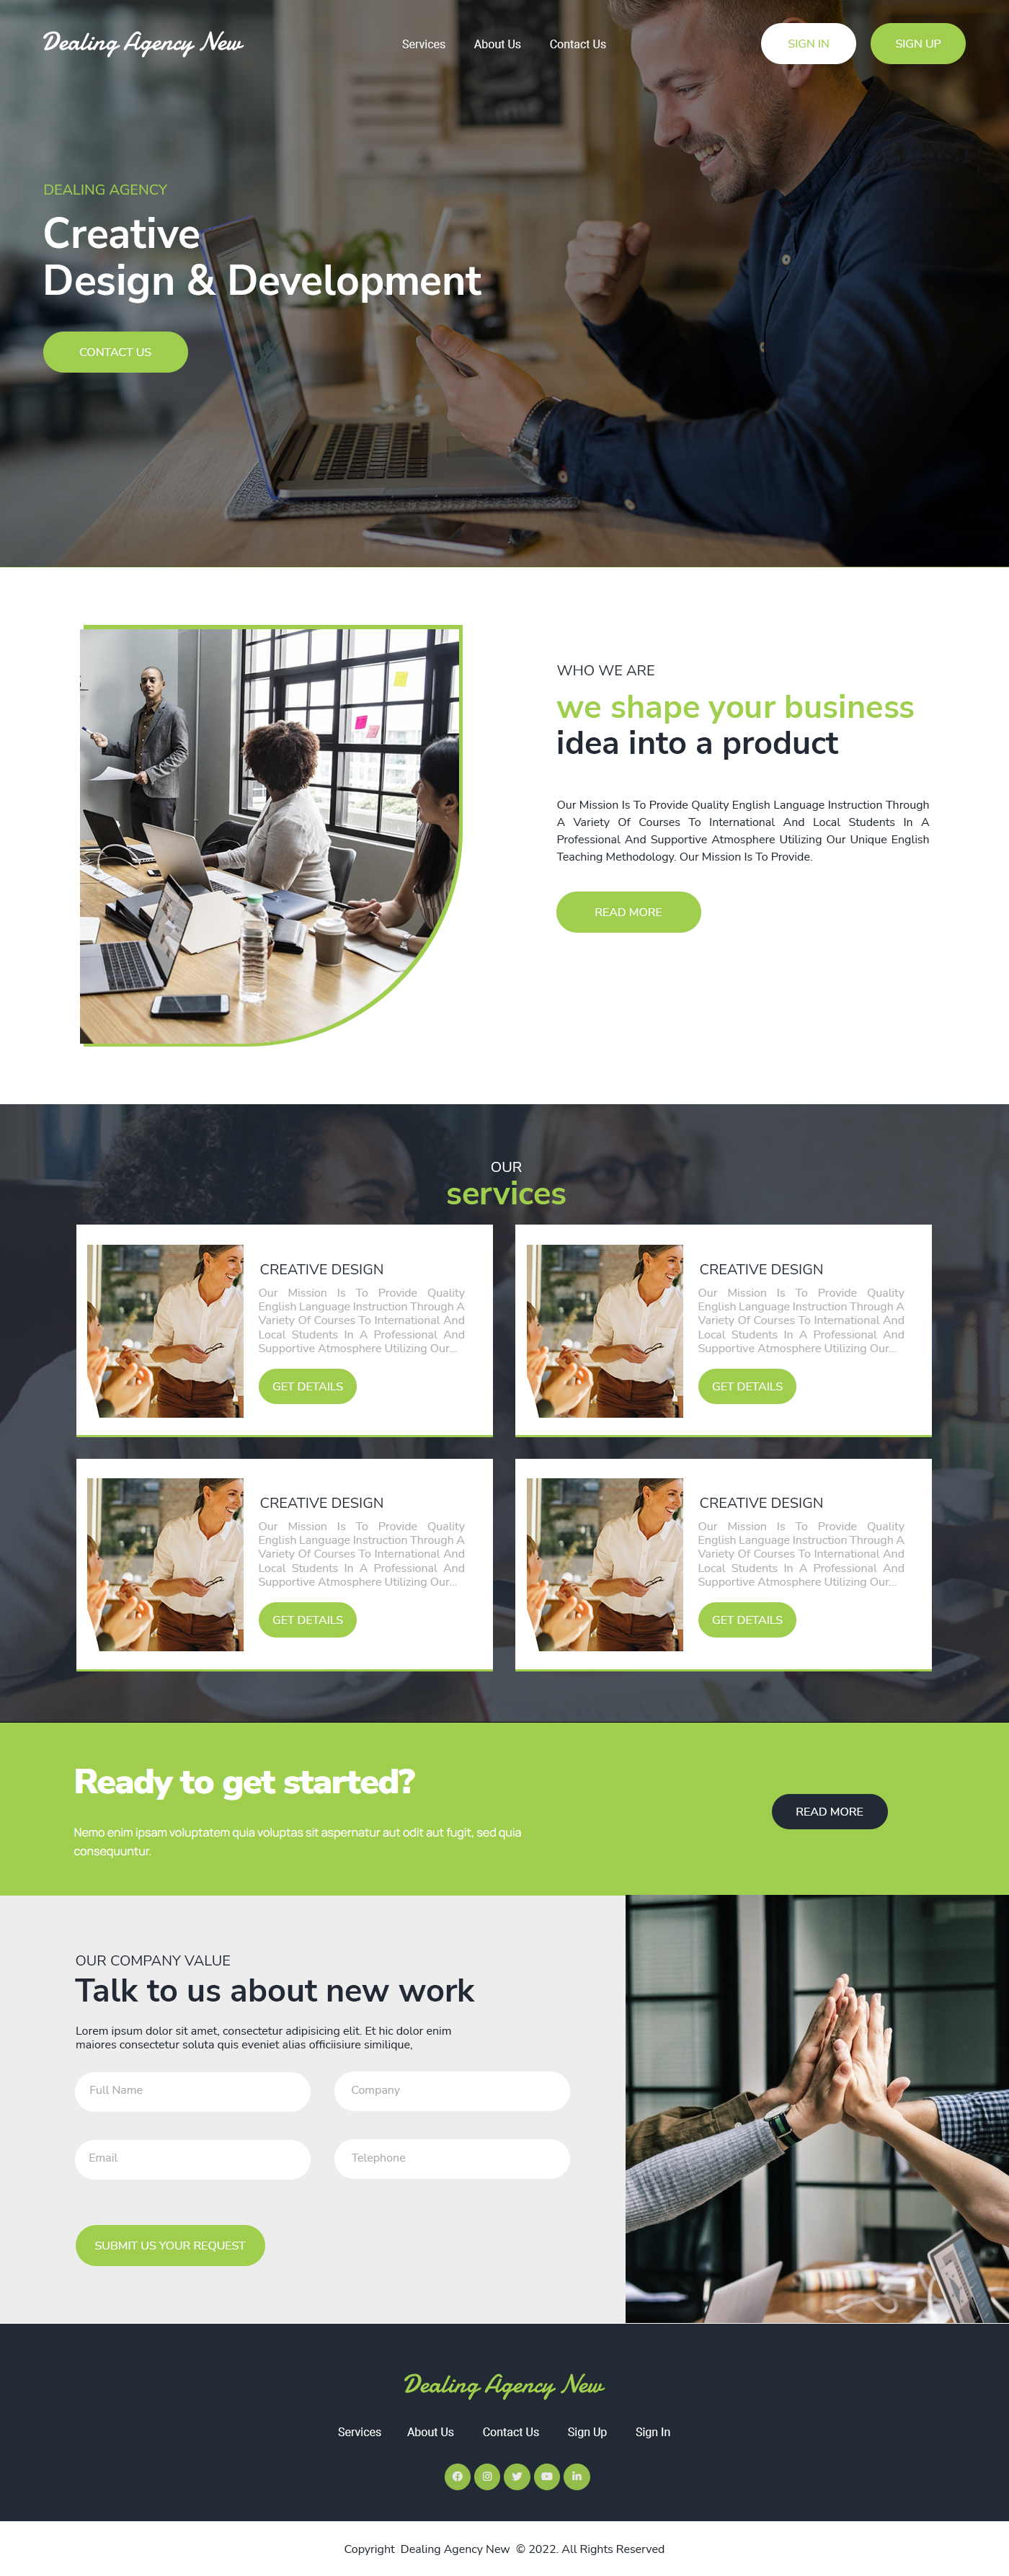 Dealing Agency New
Services About Us Contact Us
SIGN IN SIGN UP
DEALING AGENCY
Creative
Design & Development
CONTACT US
WHO WE ARE
we shape your business
idea into a product
Our Mission Is To Provide Quality English Language Instruction Through
A Variety Of Courses To International And Local Students In A
Professional And Supportive Atmosphere Utilizing Our Unique English
Teaching Methodology. Our Mission Is To Provide.
READ MORE
OUR
services
CREATIVE DESIGN
Our Mission Is To Provide Quality
English Language Instruction Through A
Variety Of Courses To International And
Local Students In A Professional And
Supportive Atmosphere Utilizing Our...
GET DETAILS
CREATIVE DESIGN
Our Mission Is To Provide Quality
English Language Instruction Through A
Variety Of Courses To International And
Local Students In A Professional And
Supportive Atmosphere Utilizing Our...
GET DETAILS
CREATIVE DESIGN
Our Mission Is To Provide Quality
English Language Instruction Through A
Variety Of Courses To International And
Local Students In A Professional And
Supportive Atmosphere Utilizing Our...
GET DETAILS
CREATIVE DESIGN
Our Mission Is To Provide Quality
English Language Instruction Through A
Variety Of Courses To International And
Local Students In A Professional And
Supportive Atmosphere Utilizing Our...
GET DETAILS
Ready to get started?
Nemo enim ipsam voluptatem quia voluptas sit aspernatur aut odit aut fugit, sed quia
consequuntur.
READ MORE
OUR COMPANY VALUE
Talk to us about new work
Lorem ipsum dolor sit amet, consectetur adipisicing elit. Et hic dolor enim
maiores consectetur soluta quis eveniet alias officiisiure similique,
Full Name Company
Email Telephone
SUBMIT US YOUR REQUEST
Dealing Agency New
Services About Us Contact Us Sign Up Sign In
Copyright Dealing Agency New © 2022. All Rights Reserved